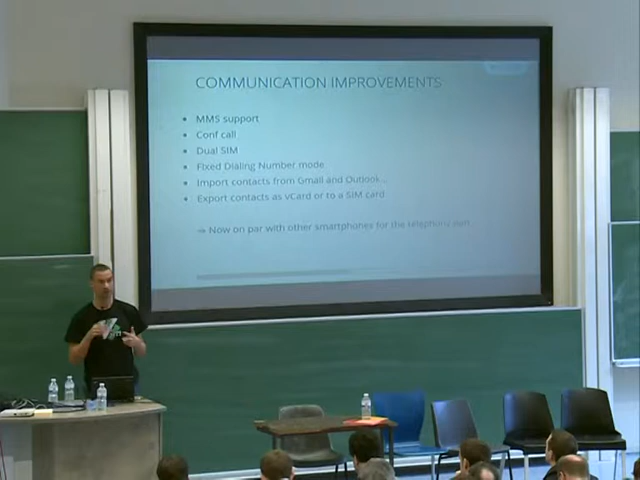 COMMUNICATION IMPROVEMENTS
• MMS support
• Conf call
• Dual SIM
• Fixed Dialing Number mode
• Import contacts from Gmail and Outlook...
• Export contacts as vCard or to a SIM card
⇒ Now on par with other smartphones for the telephony part